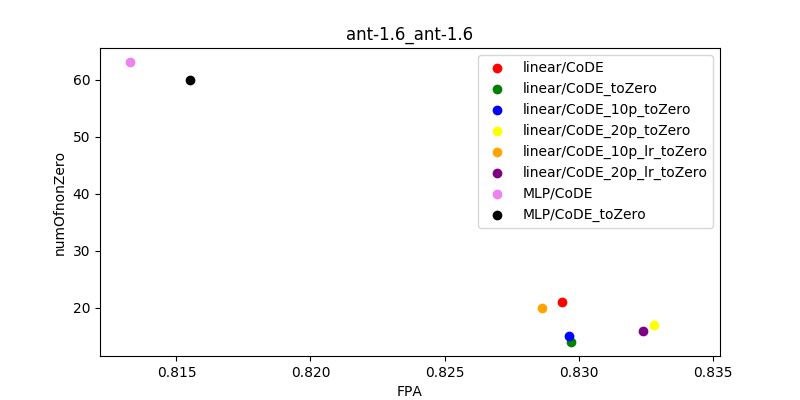 ant-1.6_ant-1.6
linear/CoDE
linear/CoDE_toZero
linear/CoDE_10p_toZero
linear/CoDE_20p_toZero
linear/CoDE_10p_lr_toZero
linear/CoDE_20p_lr_toZero
MLP/CoDE
MLP/CoDE_toZero
numOfnonZero
60
50
40
30
20
0.815 0.820 0.825 0.830 0.835
FPA